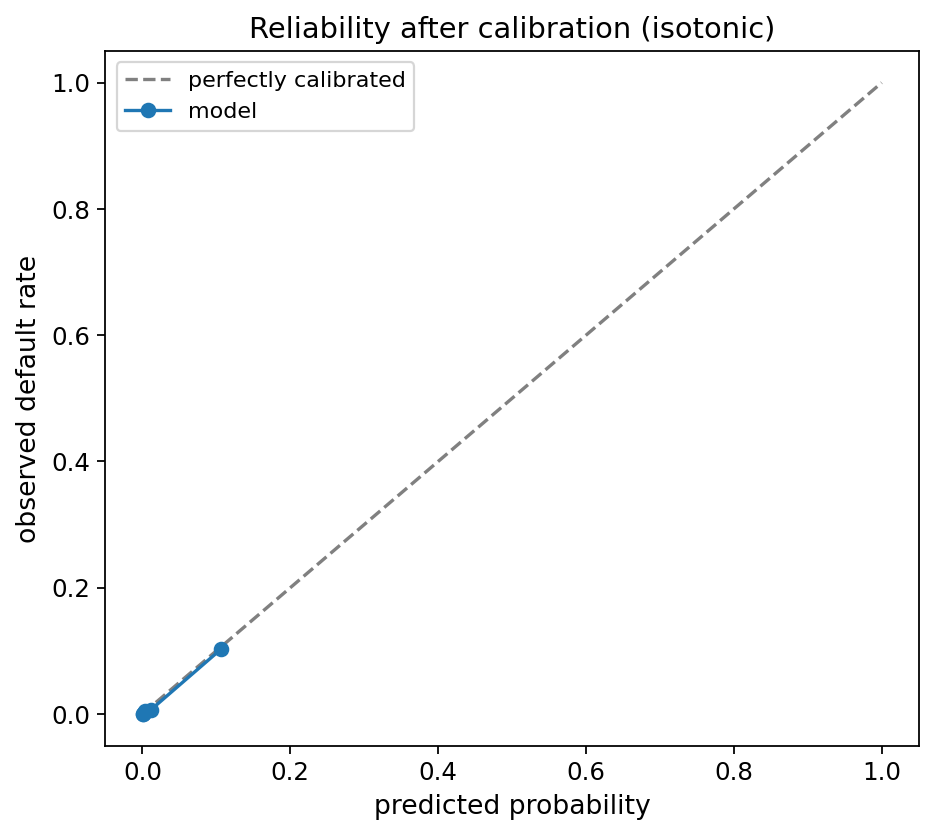 Reliability after calibration (isotonic)
perfectly calibrated
model
observed default rate
1.0
0.8
0.6
0.4
0.2
0.0
0.0 0.2 0.4 0.6 0.8 1.0
predicted probability